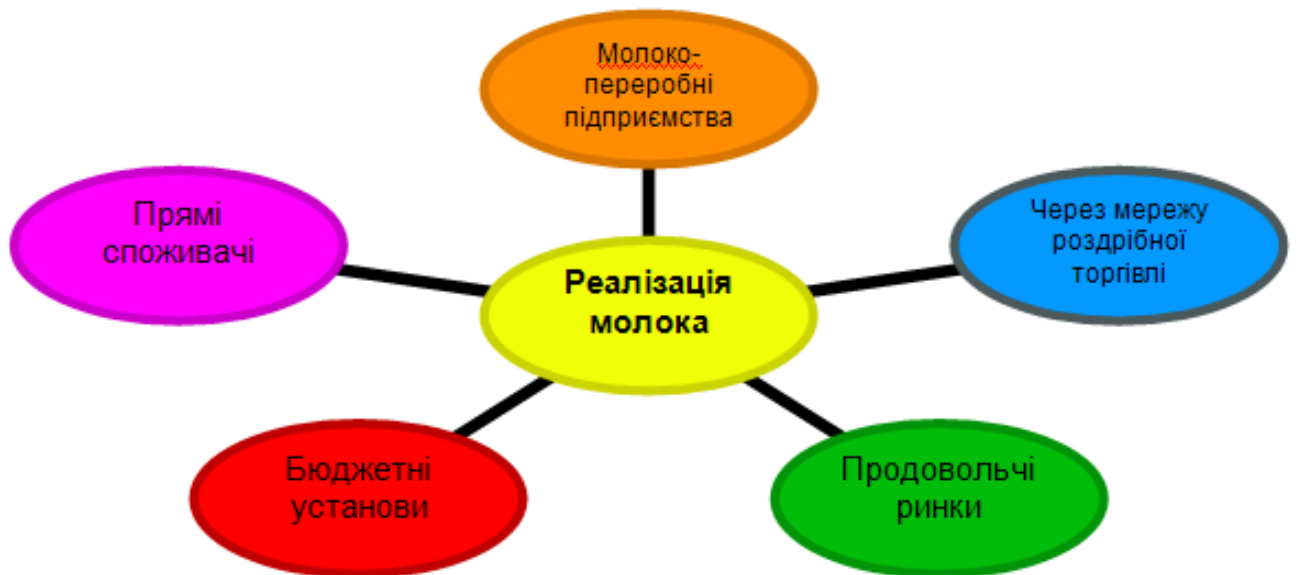 Молоко-
переробні
підприємства
Прямі
споживачі
Через мережу
роздрібної
торгівлі
Реалізація
молока
Бюджетні
установи
Продовольчі
ринки